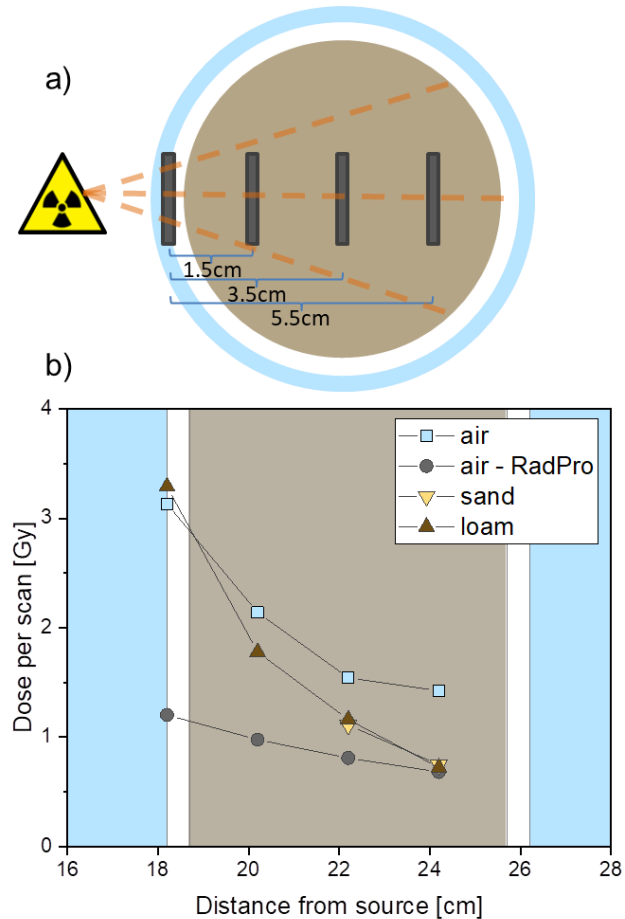 a)
1.5cm
3.5cm
5.5cm
b)
4
3
2
1
0
Dose per scan [Gy]
air
air - RadPro
sand
loam
16 18 20 22 24 26 28
Distance from source [cm]